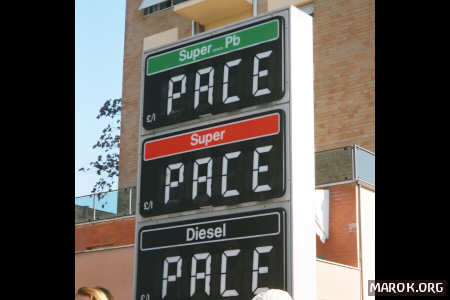 Super....Pb
PACE
£/l
Super
PACE
£/l
Diesel
PACE
MAROK.ORG